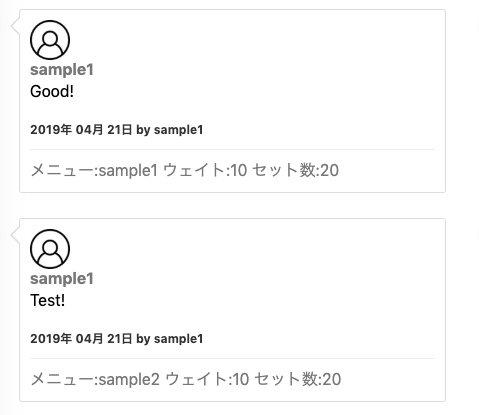 sample1
Good!
2019年 04月 21日 by sample1
メニュー:sample1 ウェイト:10 セット数:20
sample1
Test!
2019年 04月 21日 by sample1
メニュー:sample2 ウェイト:10 セット数:20